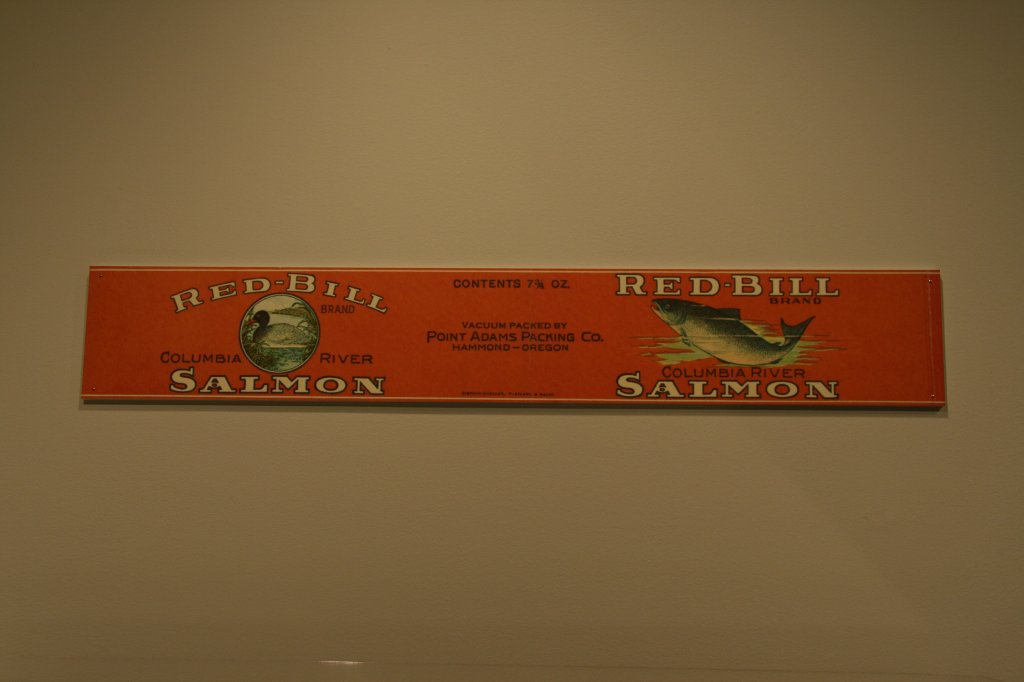 RED-BILL
BRAND
COLUMBIA RIVER
SALMON
CONTENTS 7¾ OZ.
VACUUM PACKED BY
POINT ADAMS PACKING CO.
HAMMOND-OREGON
RED-BILL
BRAND
COLUMBIA RIVER
SALMON